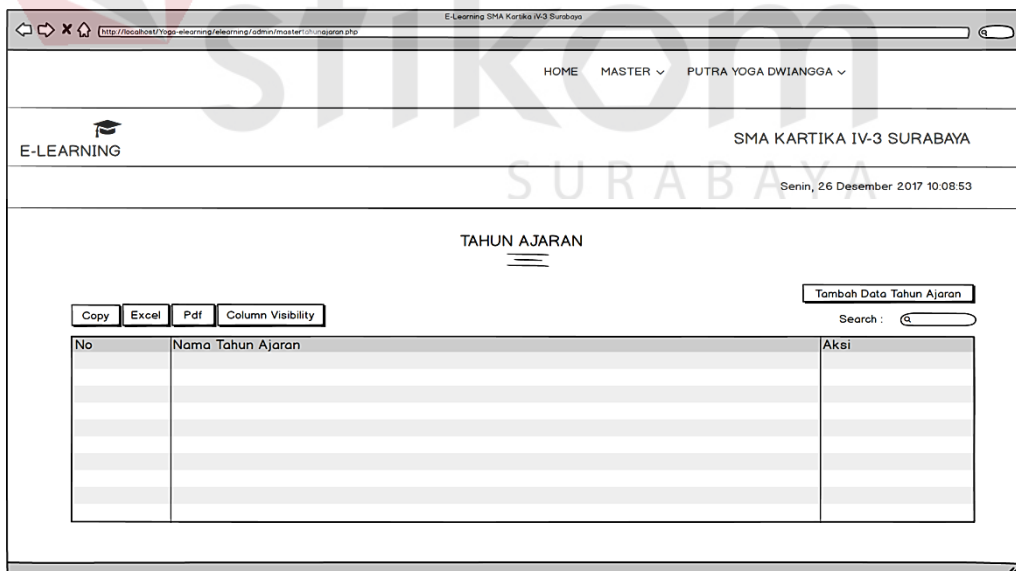 E-Learning SMA Kartika IV-3 Surabaya
http://localhost/Yoga-elearning/elearning/admin/mastertahunajaran.php
HOME MASTER PUTRA YOGA DWIANGGA
E-LEARNING
SMA KARTIKA IV-3 SURABAYA
stikom
SURABAYA
Senin, 26 Desember 2017 10:08:53
TAHUN AJARAN
Tambah Data Tahun Ajaran
Copy Excel Pdf Column Visibility
Search :
No Nama Tahun Ajaran Aksi